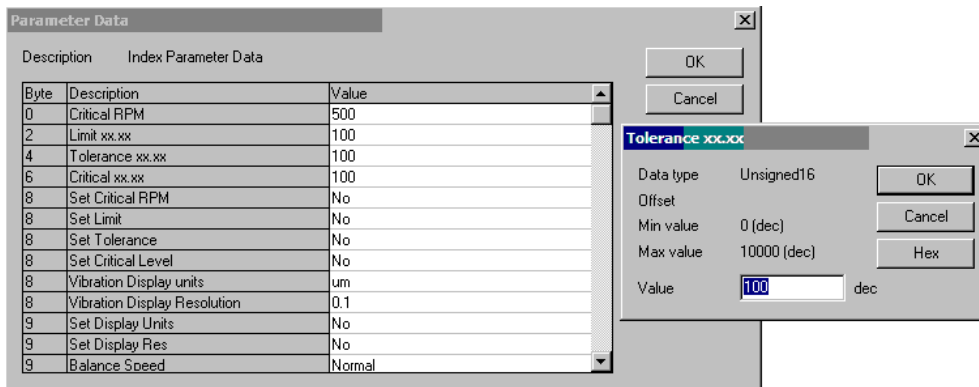 Parameter Data
Description Index Parameter Data
OK
Cancel
Byte Description Value
0 Critical RPM 500
2 Limit xx.xx 100
4 Tolerance xx.xx 100
6 Critical xx.xx 100
8 Set Critical RPM No
8 Set Limit No
8 Set Tolerance No
8 Set Critical Level No
8 Vibration Display units um
8 Vibration Display Resolution 0.1
9 Set Display Units No
9 Set Display Res No
9 Balance Speed Normal
Tolerance xx.xx
Data type Unsigned16
Offset
Min value 0 (dec)
Max value 10000 (dec)
Value 100 dec
OK
Cancel
Hex